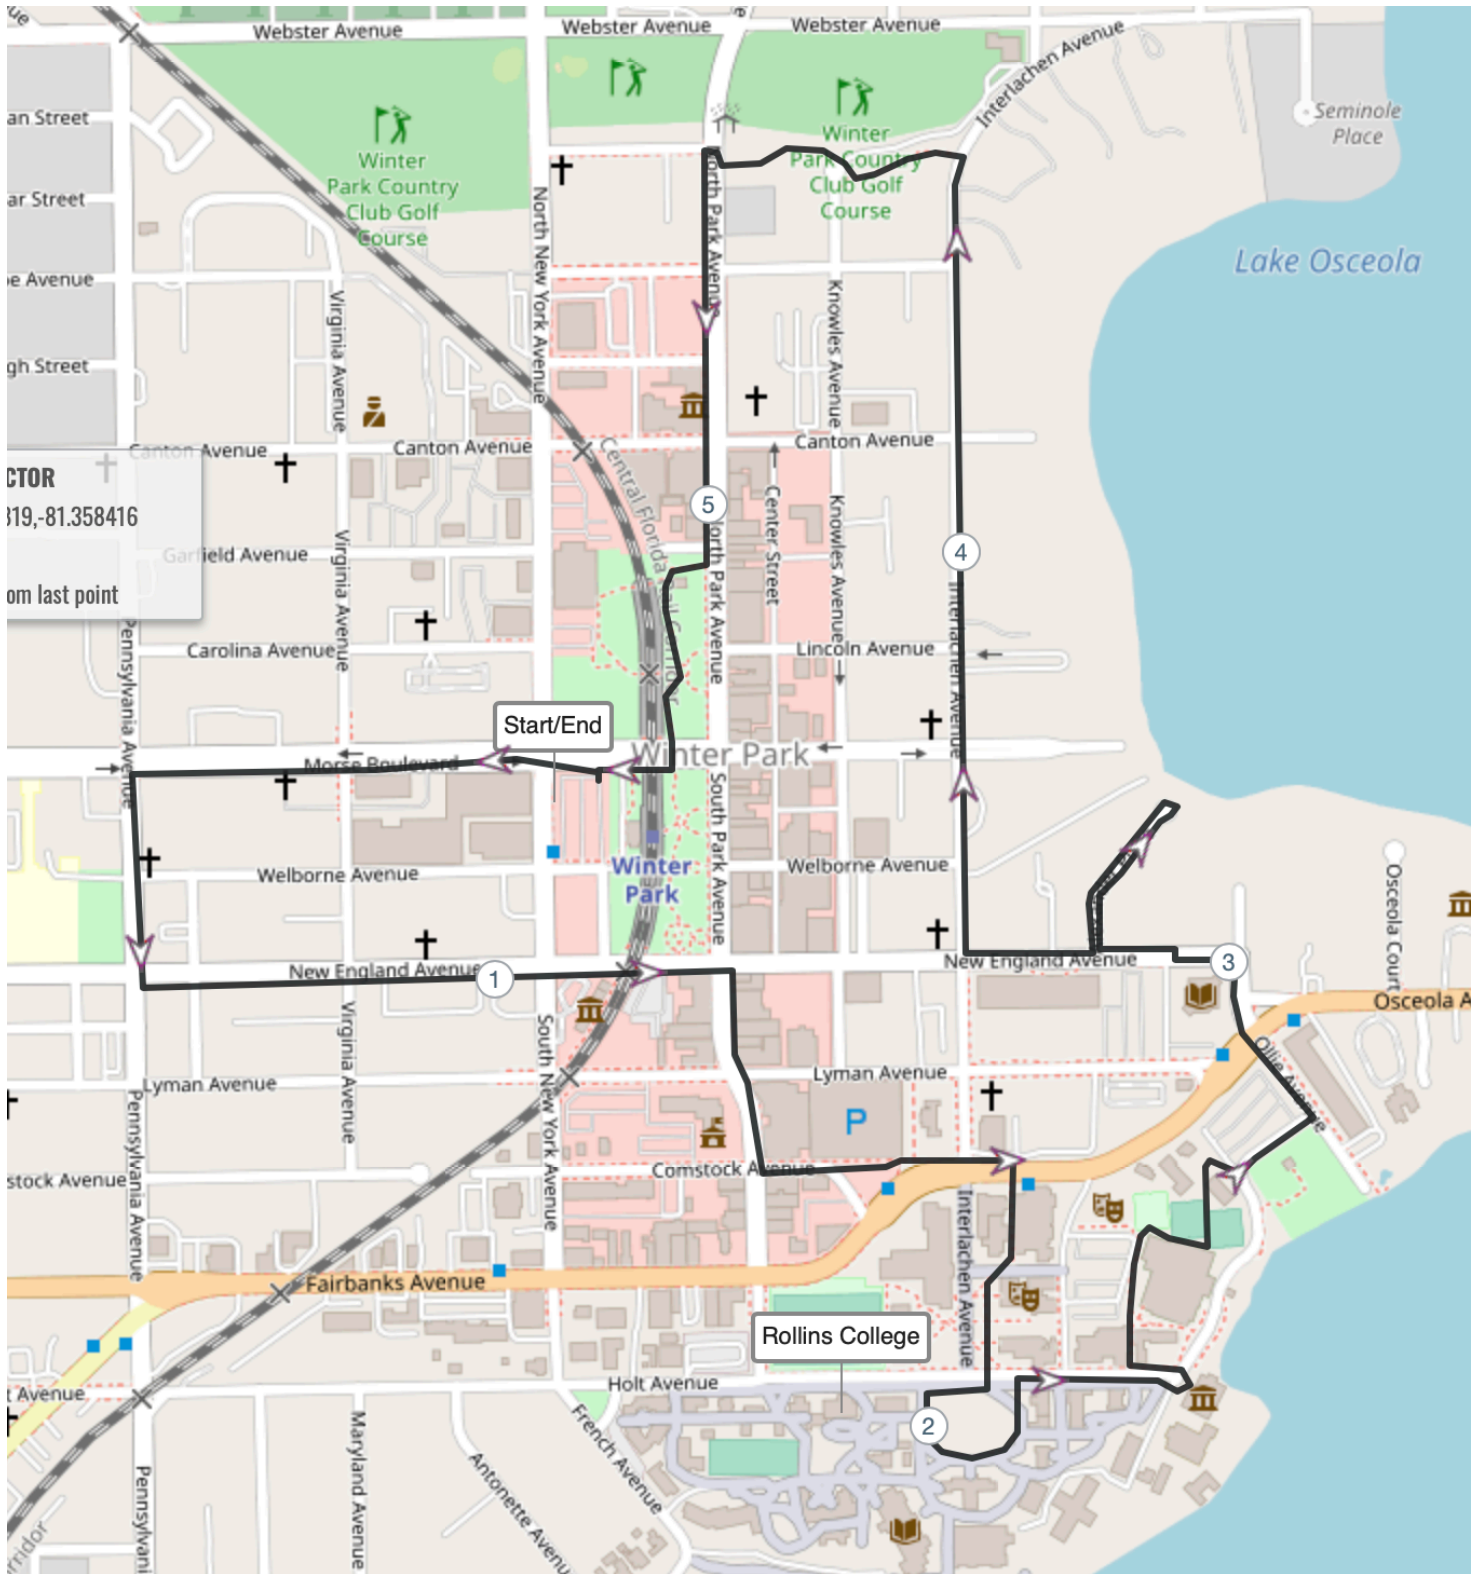 ue
e
Webster Avenue
Webster Avenue
Webster Avenue
Interlachen Avenue
an Street
Seminole
Place
Winter
Park Country
Club Golf
Course
Winter
Park Country
Club Golf
Course
ar Street
North New York Avenue
North Park Avenue
Lake Osceola
pe Avenue
Virginia Avenue
Knowles Avenue
gh Street
Canton Avenue
Canton Avenue
Canton Avenue
CTOR
319,-81.358416
om last point
Central Florida Rail Corridor
5
Center Street
Knowles Avenue
4
Garfield Avenue
Virginia Avenue
North Park Avenue
Interlachen Avenue
Pennsylvania Avenue
Carolina Avenue
Lincoln Avenue
Start/End
Winter Park
Morse Boulevard
South Park Avenue
Winter
Park
Welborne Avenue
Welborne Avenue
Osceola Court
New England Avenue
1
New England Avenue
3
Osceola A
Virginia Avenue
South New York Avenue
Ollie Avenue
Lyman Avenue
Lyman Avenue
Pennsylvania Avenue
P
stock Avenue
Comstock Avenue
Interlachen Avenue
Fairbanks Avenue
Rollins College
t Avenue
Holt Avenue
French Avenue
2
Maryland Avenue
Antonette Avenu
Pennsylvani
rridor